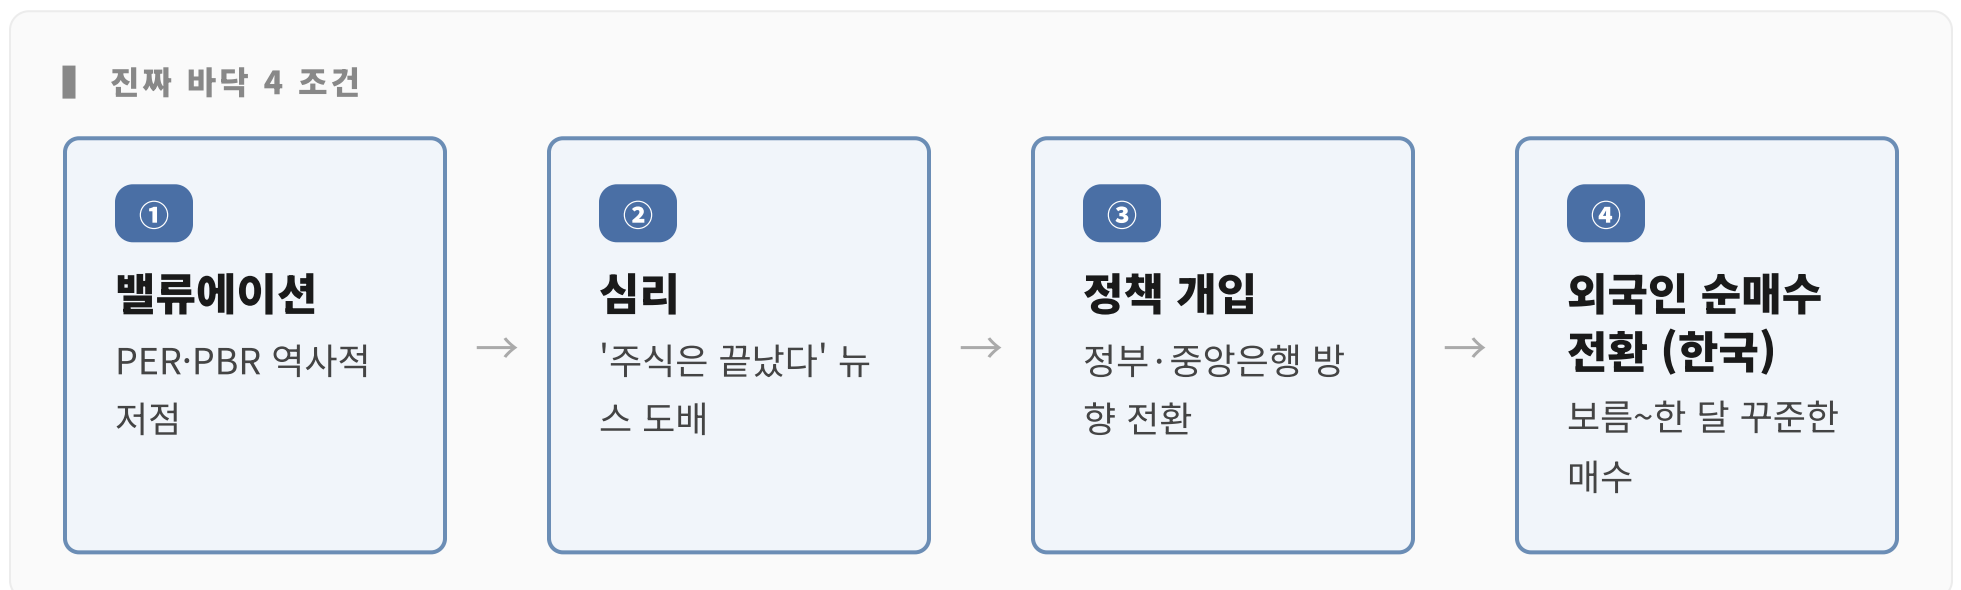 진짜 바닥 4 조건
①
밸류에이션
PER·PBR 역사적
저점
→
②
심리
'주식은 끝났다' 뉴
스 도배
→
③
정책 개입
정부·중앙은행 방
향 전환
→
④
외국인 순매수
전환 (한국)
보름~한 달 꾸준한
매수